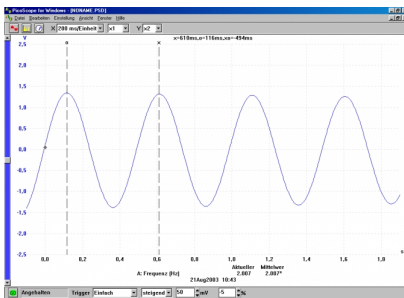 PicoScope for Windows - [NONAME.PSD]
Datei Bearbeiten Einstellung Ansicht Fenster Hilfe
X 200 ms/Einheit x1 Y x2
V x=610ms,o=116ms,xo=-494ms
2,5
o x
2,0
1,5
1,0
0,5
0,0
-0,5
-1,0
-1,5
-2,0
-2,5
0,0 0,2 0,4 0,6 0,8 1,0 1,2 1,4 1,6 1,8 s
Aktueller Mittelwer
A: Frequenz (Hz) 2.007 2.007*
21Aug2003 10:43
Angehalten Trigger Einfach steigend 50 mV -5 %